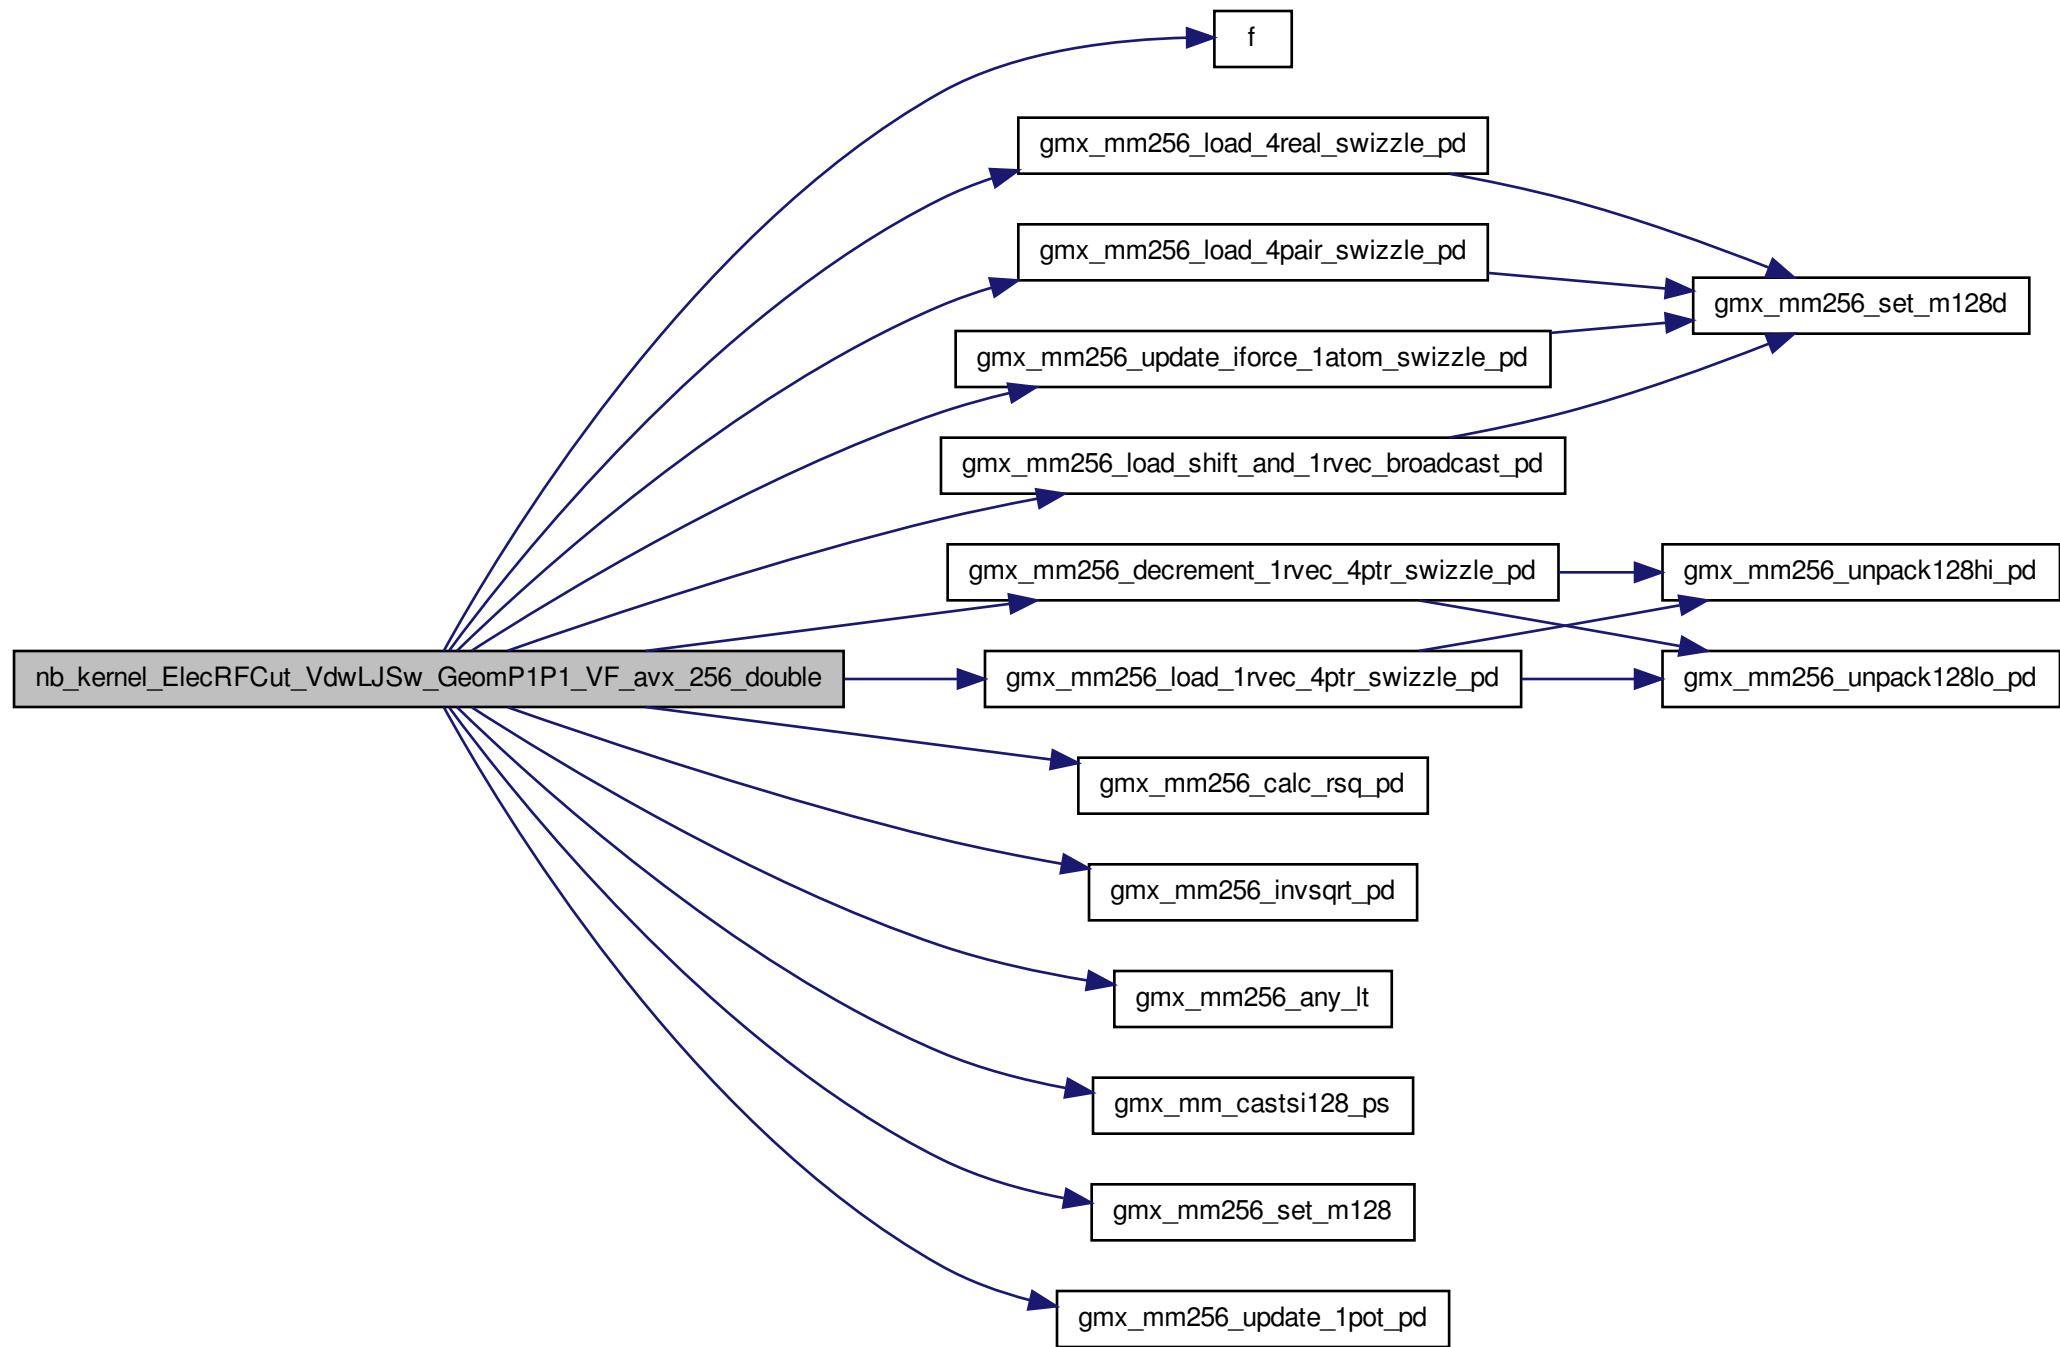 f
gmx_mm256_load_4real_swizzle_pd
gmx_mm256_load_4pair_swizzle_pd
gmx_mm256_set_m128d
gmx_mm256_update_iforce_1atom_swizzle_pd
gmx_mm256_load_shift_and_1rvec_broadcast_pd
gmx_mm256_decrement_1rvec_4ptr_swizzle_pd
gmx_mm256_unpack128hi_pd
nb_kernel_ElecRFCut_VdwLJSw_GeomP1P1_VF_avx_256_double
gmx_mm256_load_1rvec_4ptr_swizzle_pd
gmx_mm256_unpack128lo_pd
gmx_mm256_calc_rsq_pd
gmx_mm256_invsqrt_pd
gmx_mm256_any_lt
gmx_mm_castsi128_ps
gmx_mm256_set_m128
gmx_mm256_update_1pot_pd